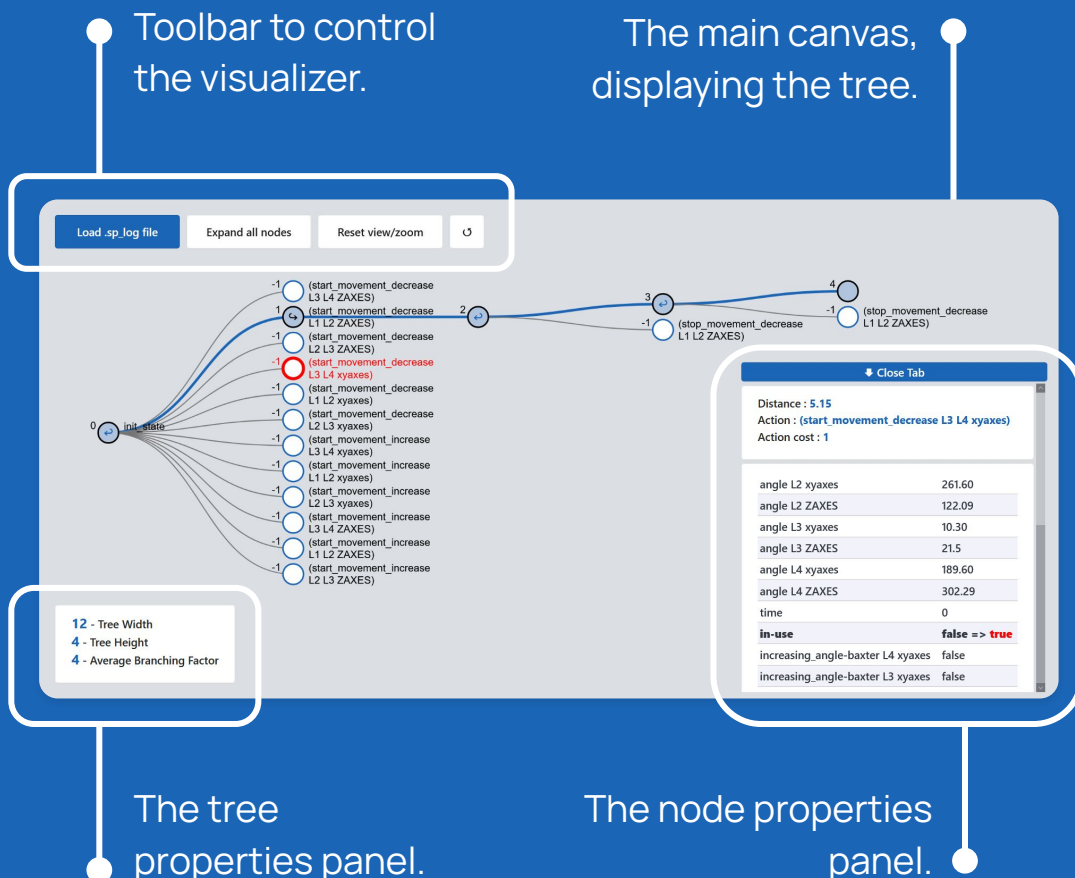 Toolbar to control
the visualizer.
The main canvas,
displaying the tree.
Load .sp_log file
Expand all nodes
Reset view/zoom
↺
-1 (start_movement_decrease
L3 L4 ZAXES)
1 (start_movement_decrease
L1 L2 ZAXES)
-1 (start_movement_decrease
L2 L3 ZAXES)
-1 (start_movement_decrease
L3 L4 xyaxes)
-1 (start_movement_decrease
L1 L2 xyaxes)
-1 (start_movement_decrease
L2 L3 xyaxes)
-1 (start_movement_increase
L3 L4 xyaxes)
-1 (start_movement_increase
L1 L2 xyaxes)
-1 (start_movement_increase
L2 L3 xyaxes)
-1 (start_movement_increase
L3 L4 ZAXES)
-1 (start_movement_increase
L1 L2 ZAXES)
-1 (start_movement_increase
L2 L3 ZAXES)
0 init_state
2
3
-1 (stop_movement_decrease
L1 L2 ZAXES)
4
-1 (stop_movement_decrease
L1 L2 ZAXES)
Close Tab
Distance : 5.15
Action : (start_movement_decrease L3 L4 xyaxes)
Action cost : 1
angle L2 xyaxes 261.60
angle L2 ZAXES 122.09
angle L3 xyaxes 10.30
angle L3 ZAXES 21.5
angle L4 xyaxes 189.60
angle L4 ZAXES 302.29
time 0
in-use false => true
increasing_angle-baxter L4 xyaxes false
increasing_angle-baxter L3 xyaxes false
12 - Tree Width
4 - Tree Height
4 - Average Branching Factor
The tree
properties panel.
The node properties
panel.